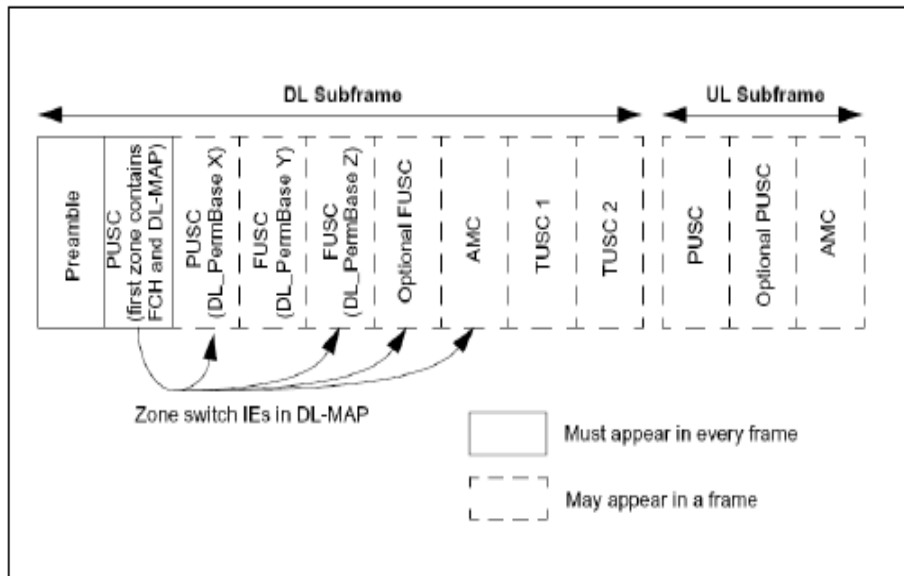 DL Subframe
UL Subframe
Preamble
PUSC
(first zone contains
FCH and DL-MAP)
PUSC
(DL_PermBase X)
FUSC
(DL_PermBase Y)
FUSC
(DL_PermBase Z)
Optional FUSC
AMC
TUSC 1
TUSC 2
PUSC
Optional PUSC
AMC
Zone switch IEs in DL-MAP
Must appear in every frame
May appear in a frame